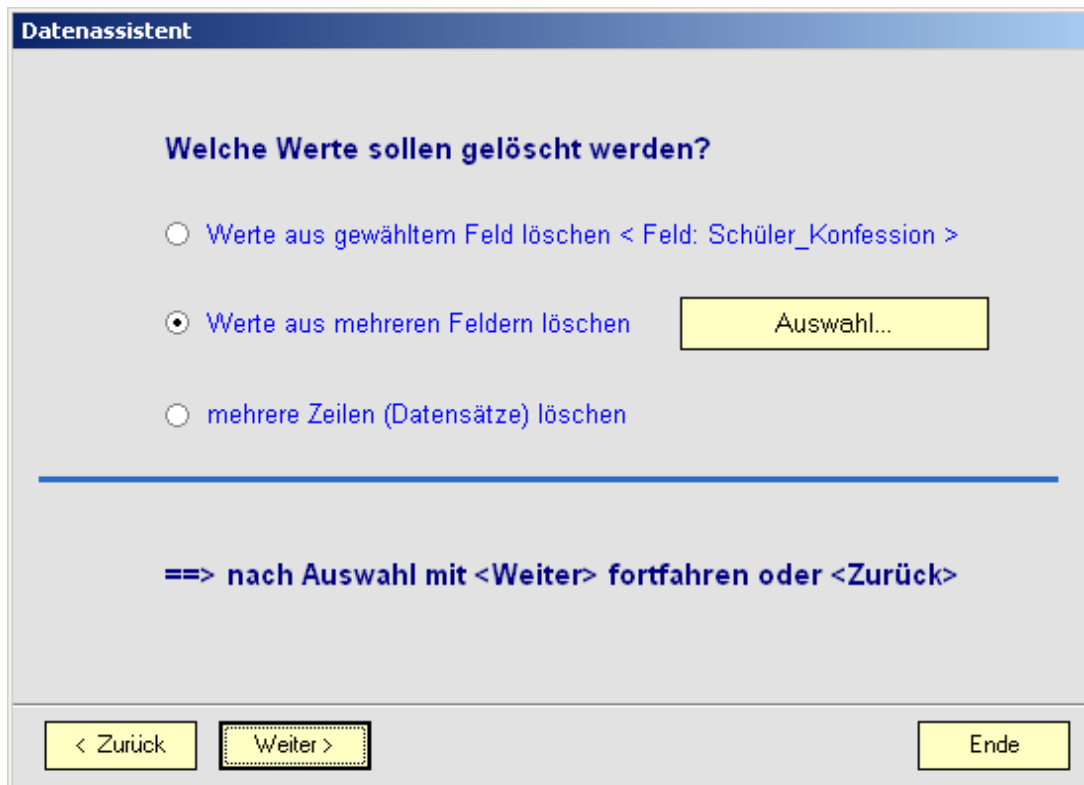 Datenassistent
Welche Werte sollen gelöscht werden?
Werte aus gewähltem Feld löschen < Feld: Schüler_Konfession >
Werte aus mehreren Feldern löschen
Auswahl...
mehrere Zeilen (Datensätze) löschen
==> nach Auswahl mit <Weiter> fortfahren oder <Zurück>
< Zurück
Weiter >
Ende